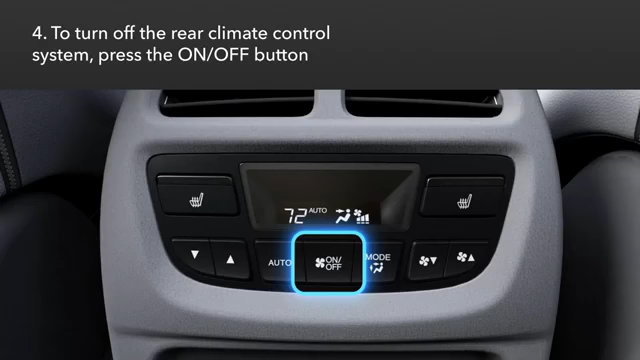 4. To turn off the rear climate control
system, press the ON/OFF button
72 AUTO
AUTO
ON/
OFF
MODE